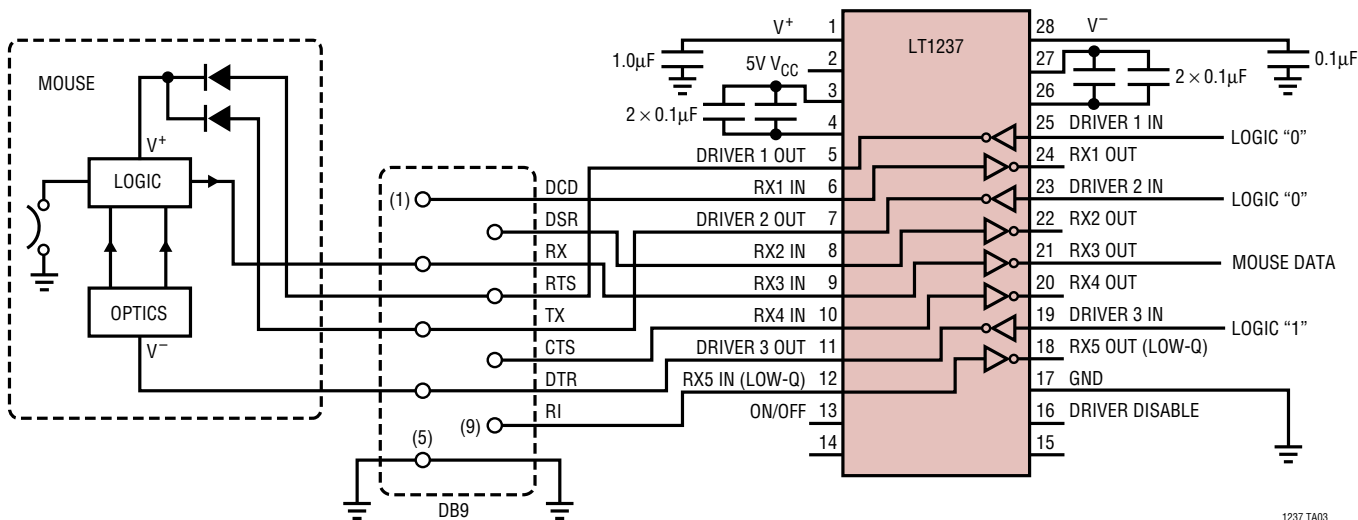 MOUSE
V+
LOGIC
OPTICS
V−
(1)
DCD
DSR
RX
RTS
TX
CTS
DTR
(9)
RI
(5)
DB9
1.0µF
V+
5V VCC
2 × 0.1µF
DRIVER 1 OUT
RX1 IN
DRIVER 2 OUT
RX2 IN
RX3 IN
RX4 IN
DRIVER 3 OUT
RX5 IN (LOW-Q)
ON/OFF
1
2
3
4
5
6
7
8
9
10
11
12
13
14
LT1237
28 V−
27
26
25 DRIVER 1 IN
24 RX1 OUT
23 DRIVER 2 IN
22 RX2 OUT
21 RX3 OUT
20 RX4 OUT
19 DRIVER 3 IN
18 RX5 OUT (LOW-Q)
17 GND
16 DRIVER DISABLE
15
0.1µF
2 × 0.1µF
LOGIC “0”
LOGIC “0”
MOUSE DATA
LOGIC “1”
1237 TA03